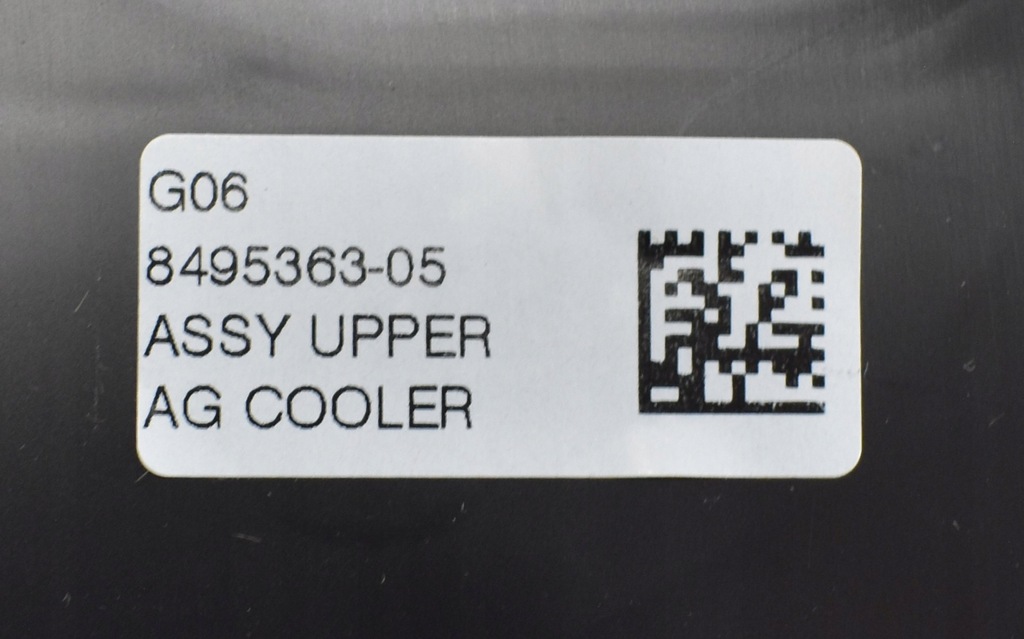 G06
8495363-05
ASSY UPPER
AG COOLER